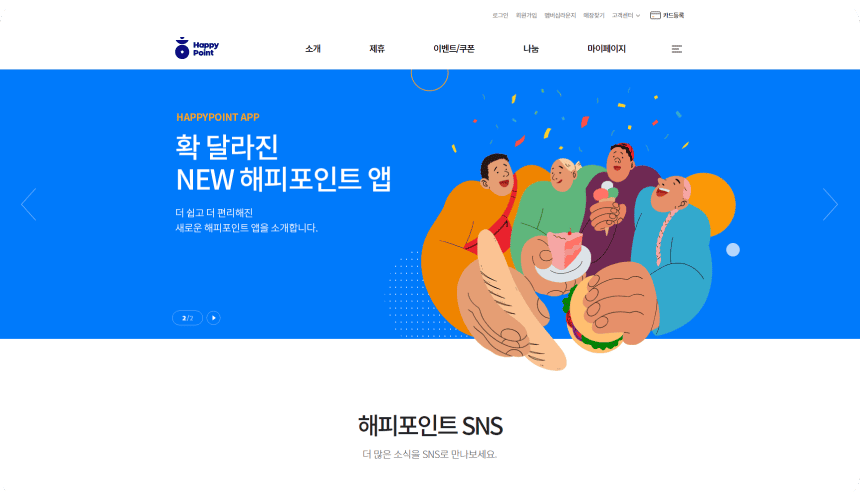 로그인 회원가입 멤버십라운지 매장찾기 고객센터 카드등록
Happy
Point
소개 제휴 이벤트/쿠폰 나눔 마이페이지
HAPPYPOINT APP
확 달라진
NEW 해피포인트 앱
더 쉽고 더 편리해진
새로운 해피포인트 앱을 소개합니다.
2/2
해피포인트 SNS
더 많은 소식을 SNS로 만나보세요.